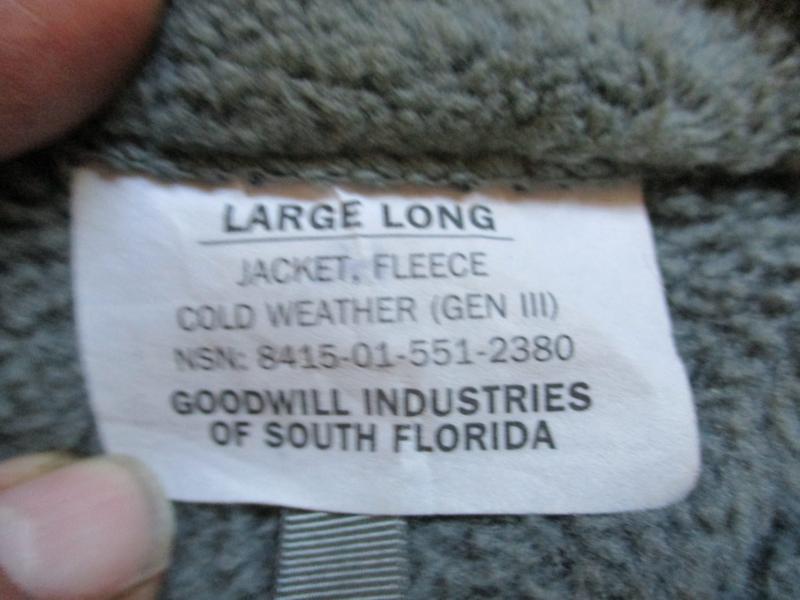 LARGE LONG
JACKET, FLEECE
COLD WEATHER (GEN III)
NSN: 8415-01-551-2380
GOODWILL INDUSTRIES
OF SOUTH FLORIDA